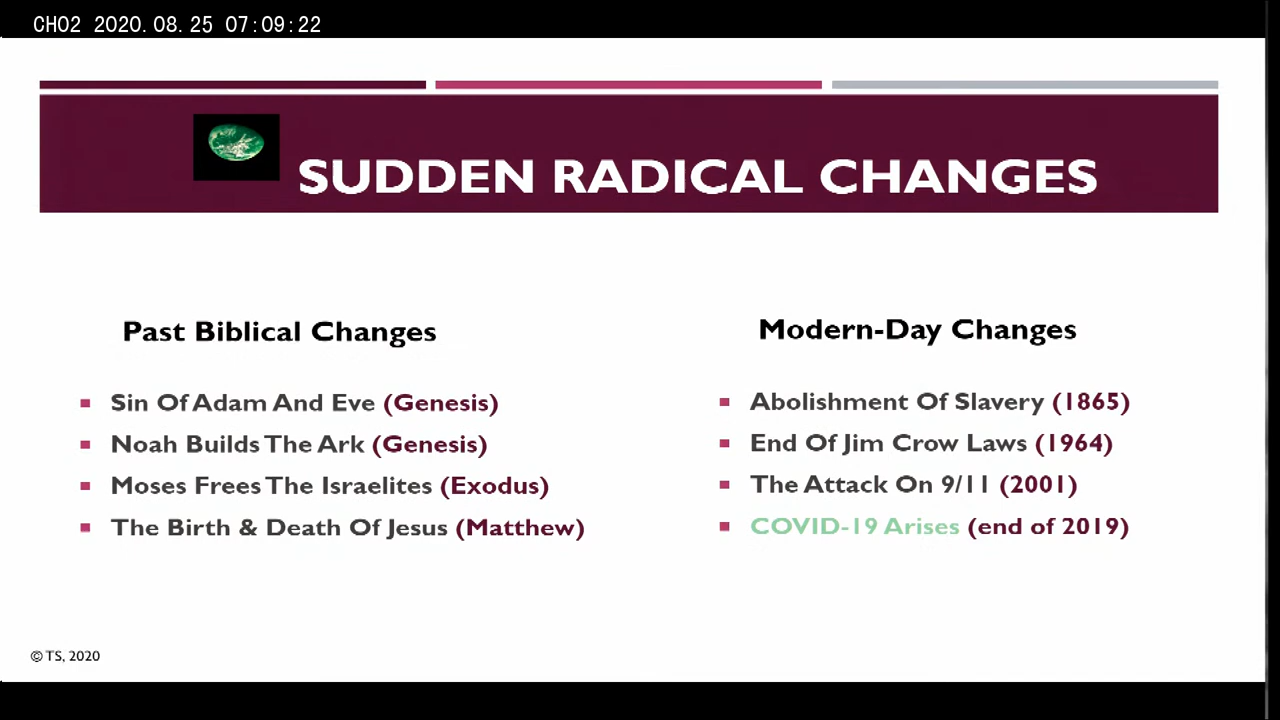 CH02 2020.08.25 07:09:22
SUDDEN RADICAL CHANGES
Past Biblical Changes
Sin Of Adam And Eve (Genesis)
Noah Builds The Ark (Genesis)
Moses Frees The Israelites (Exodus)
The Birth & Death Of Jesus (Matthew)
Modern-Day Changes
Abolishment Of Slavery (1865)
End Of Jim Crow Laws (1964)
The Attack On 9/11 (2001)
COVID-19 Arises (end of 2019)
© TS, 2020